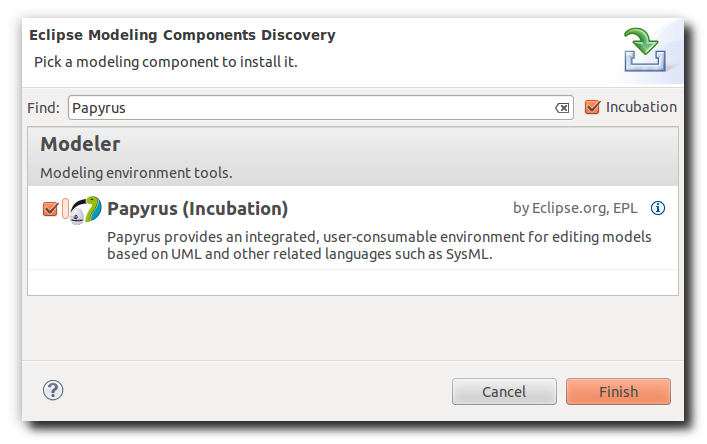 Eclipse Modeling Components Discovery
Pick a modeling component to install it.
Find: Papyrus Incubation
Modeler
Modeling environment tools.
Papyrus (Incubation) by Eclipse.org, EPL
Papyrus provides an integrated, user-consumable environment for editing models
based on UML and other related languages such as SysML.
Cancel Finish